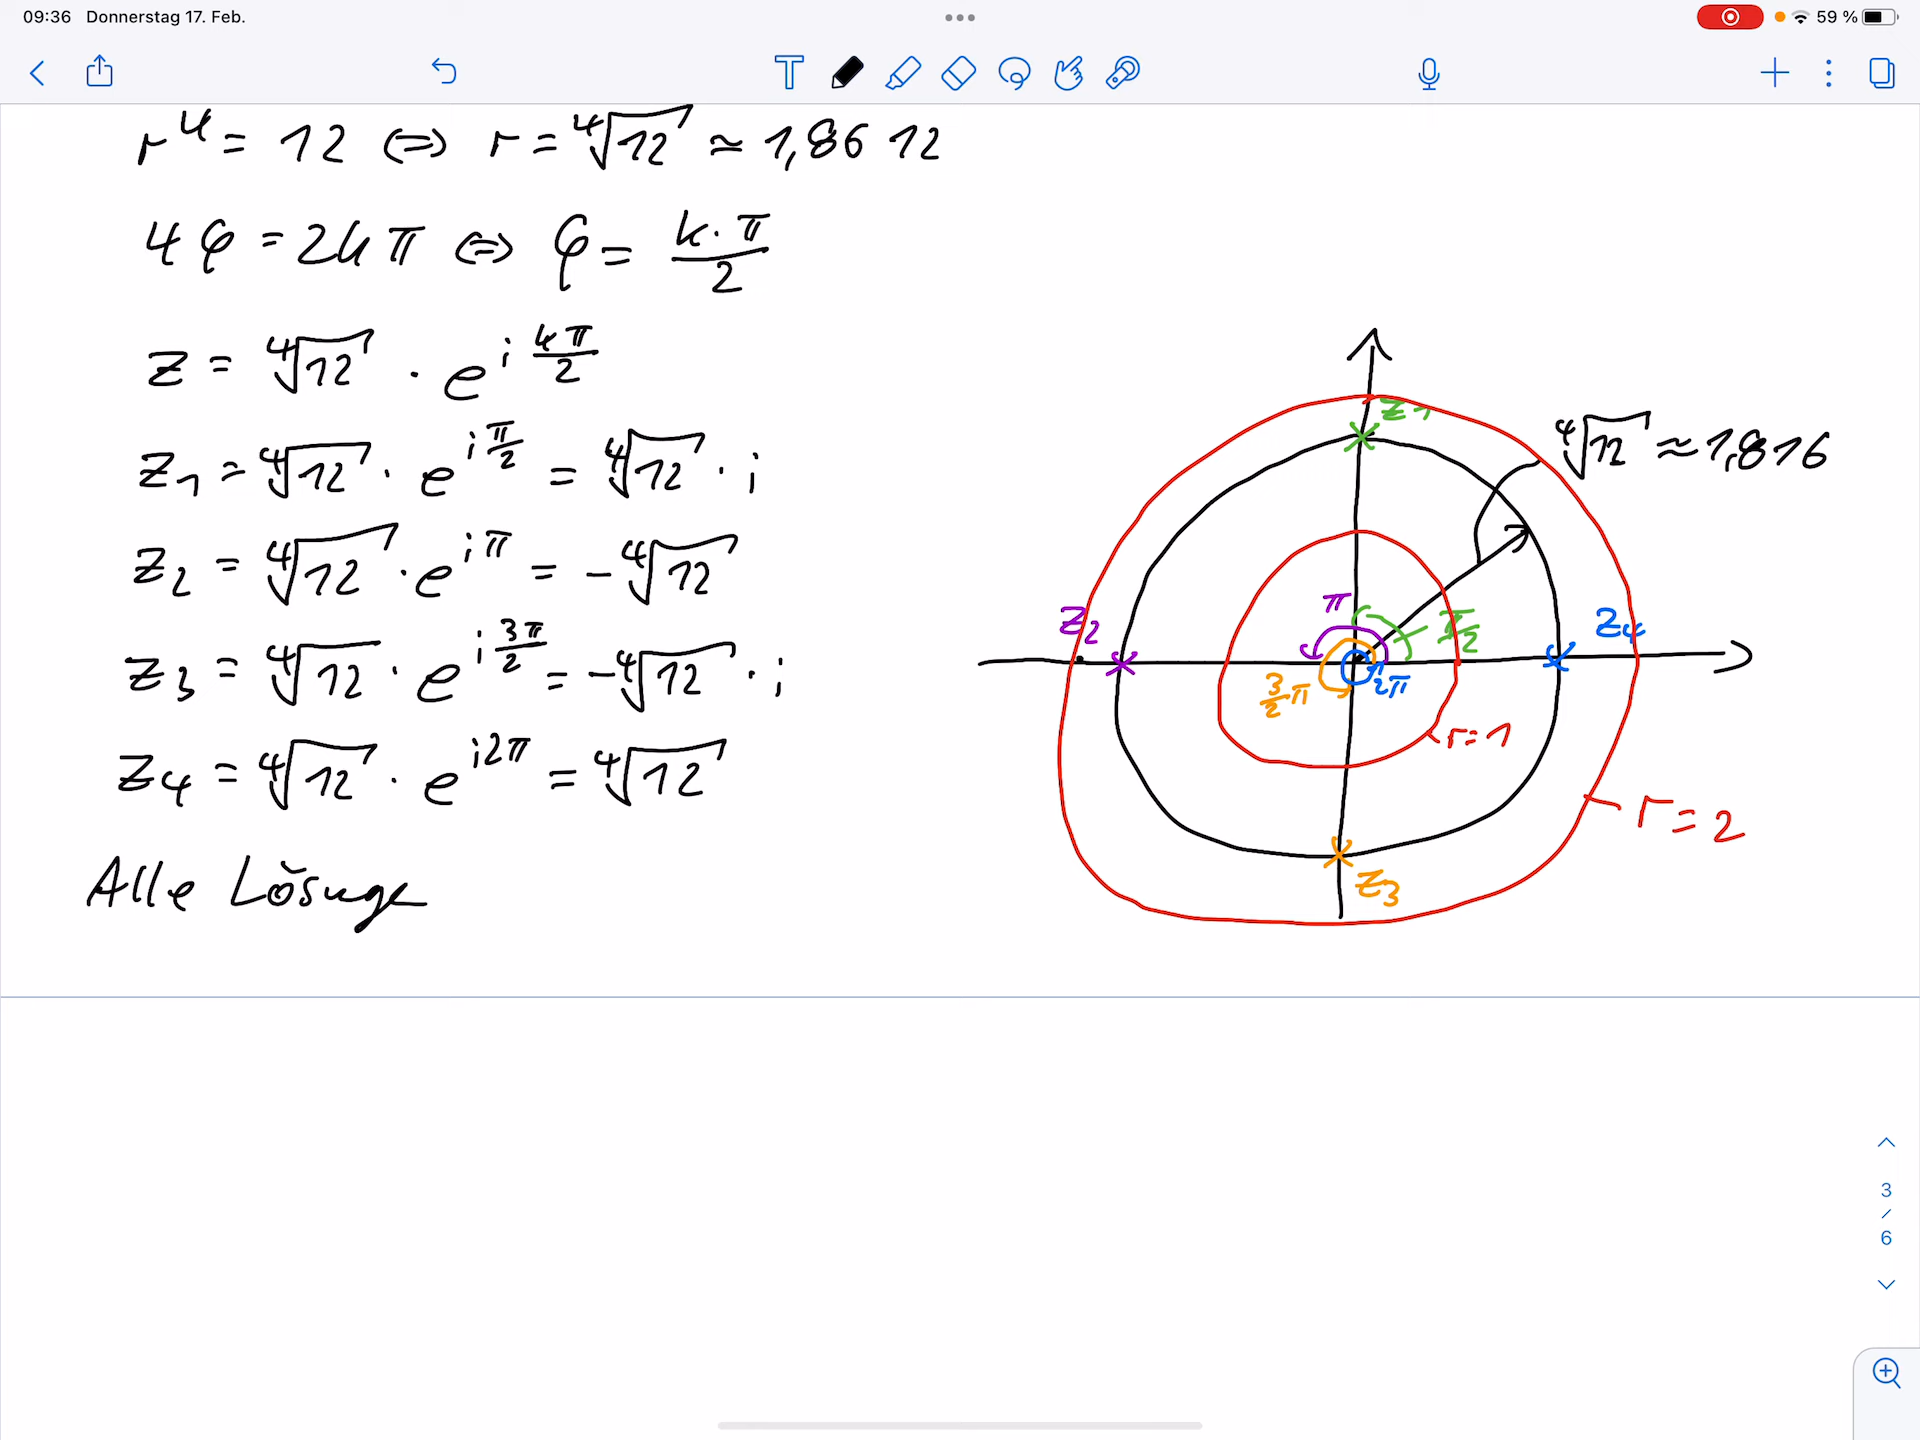 09:36 Donnerstag 17. Feb.
59 %
r⁴ = 12 ⇔ r = ⁴√12 ≈ 1,8612
4φ = 2kπ ⇔ φ = k·π/2
z = ⁴√12 · e^(i kπ/2)
z₁ = ⁴√12 · e^(i π/2) = ⁴√12 · i
z₂ = ⁴√12 · e^(iπ) = -⁴√12
z₃ = ⁴√12 · e^(i 3π/2) = -⁴√12 · i
z₄ = ⁴√12 · e^(i2π) = ⁴√12
Alle Lösunge
z₁
⁴√12 ≈ 1,816
z₂
π
π/2
z₄
3/2 π
2π
r=1
r=2
z₃
3
/
6